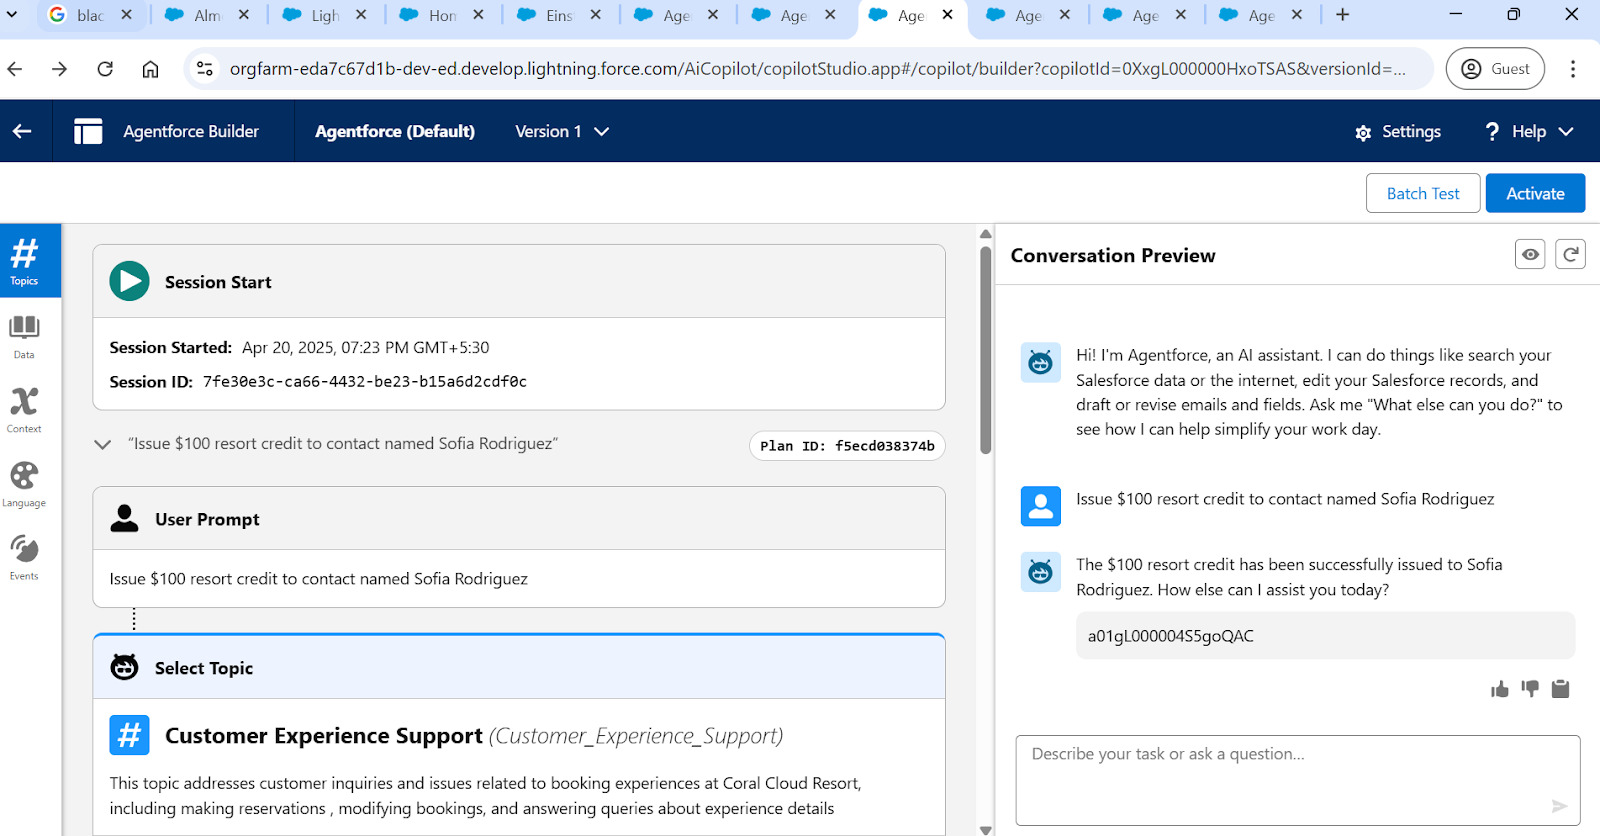 blac
Alm
Ligh
Hom
Eins
Age
Age
Age
Age
Age
Age
orgfarm-eda7c67d1b-dev-ed.develop.lightning.force.com/AiCopilot/copilotStudio.app#/copilot/builder?copilotId=0XxgL000000HxoTSAS&versionId=...
Guest
Agentforce Builder
Agentforce (Default)
Version 1
Settings
? Help
Batch Test
Activate
#
Topics
Data
Context
Language
Events
Session Start
Session Started: Apr 20, 2025, 07:23 PM GMT+5:30
Session ID: 7fe30e3c-ca66-4432-be23-b15a6d2cdf0c
“Issue $100 resort credit to contact named Sofia Rodriguez”
Plan ID: f5ecd038374b
User Prompt
Issue $100 resort credit to contact named Sofia Rodriguez
Select Topic
# Customer Experience Support (Customer_Experience_Support)
This topic addresses customer inquiries and issues related to booking experiences at Coral Cloud Resort,
including making reservations , modifying bookings, and answering queries about experience details
Conversation Preview
Hi! I'm Agentforce, an AI assistant. I can do things like search your
Salesforce data or the internet, edit your Salesforce records, and
draft or revise emails and fields. Ask me "What else can you do?" to
see how I can help simplify your work day.
Issue $100 resort credit to contact named Sofia Rodriguez
The $100 resort credit has been successfully issued to Sofia
Rodriguez. How else can I assist you today?
a01gL000004S5goQAC
Describe your task or ask a question...